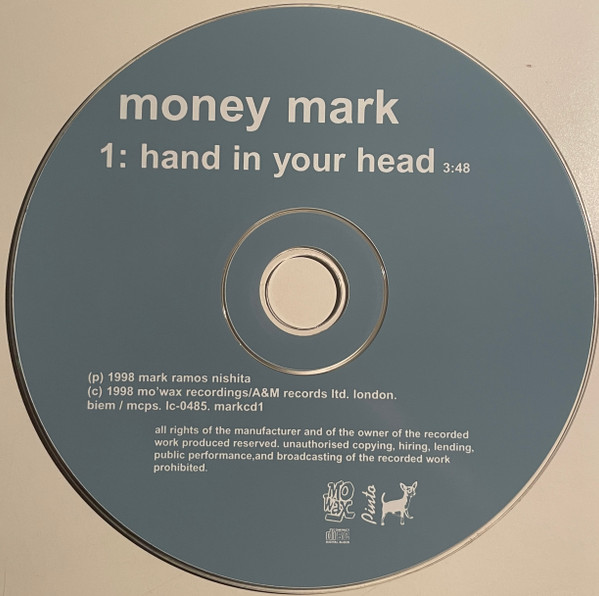 money mark
1: hand in your head 3:48
(p) 1998 mark ramos nishita
(c) 1998 mo'wax recordings/A&M records ltd. london.
biem / mcps. lc-0485. markcd1
all rights of the manufacturer and of the owner of the recorded
work produced reserved. unauthorised copying, hiring, lending,
public performance,and broadcasting of the recorded work
prohibited.
MO WAX
Pinto